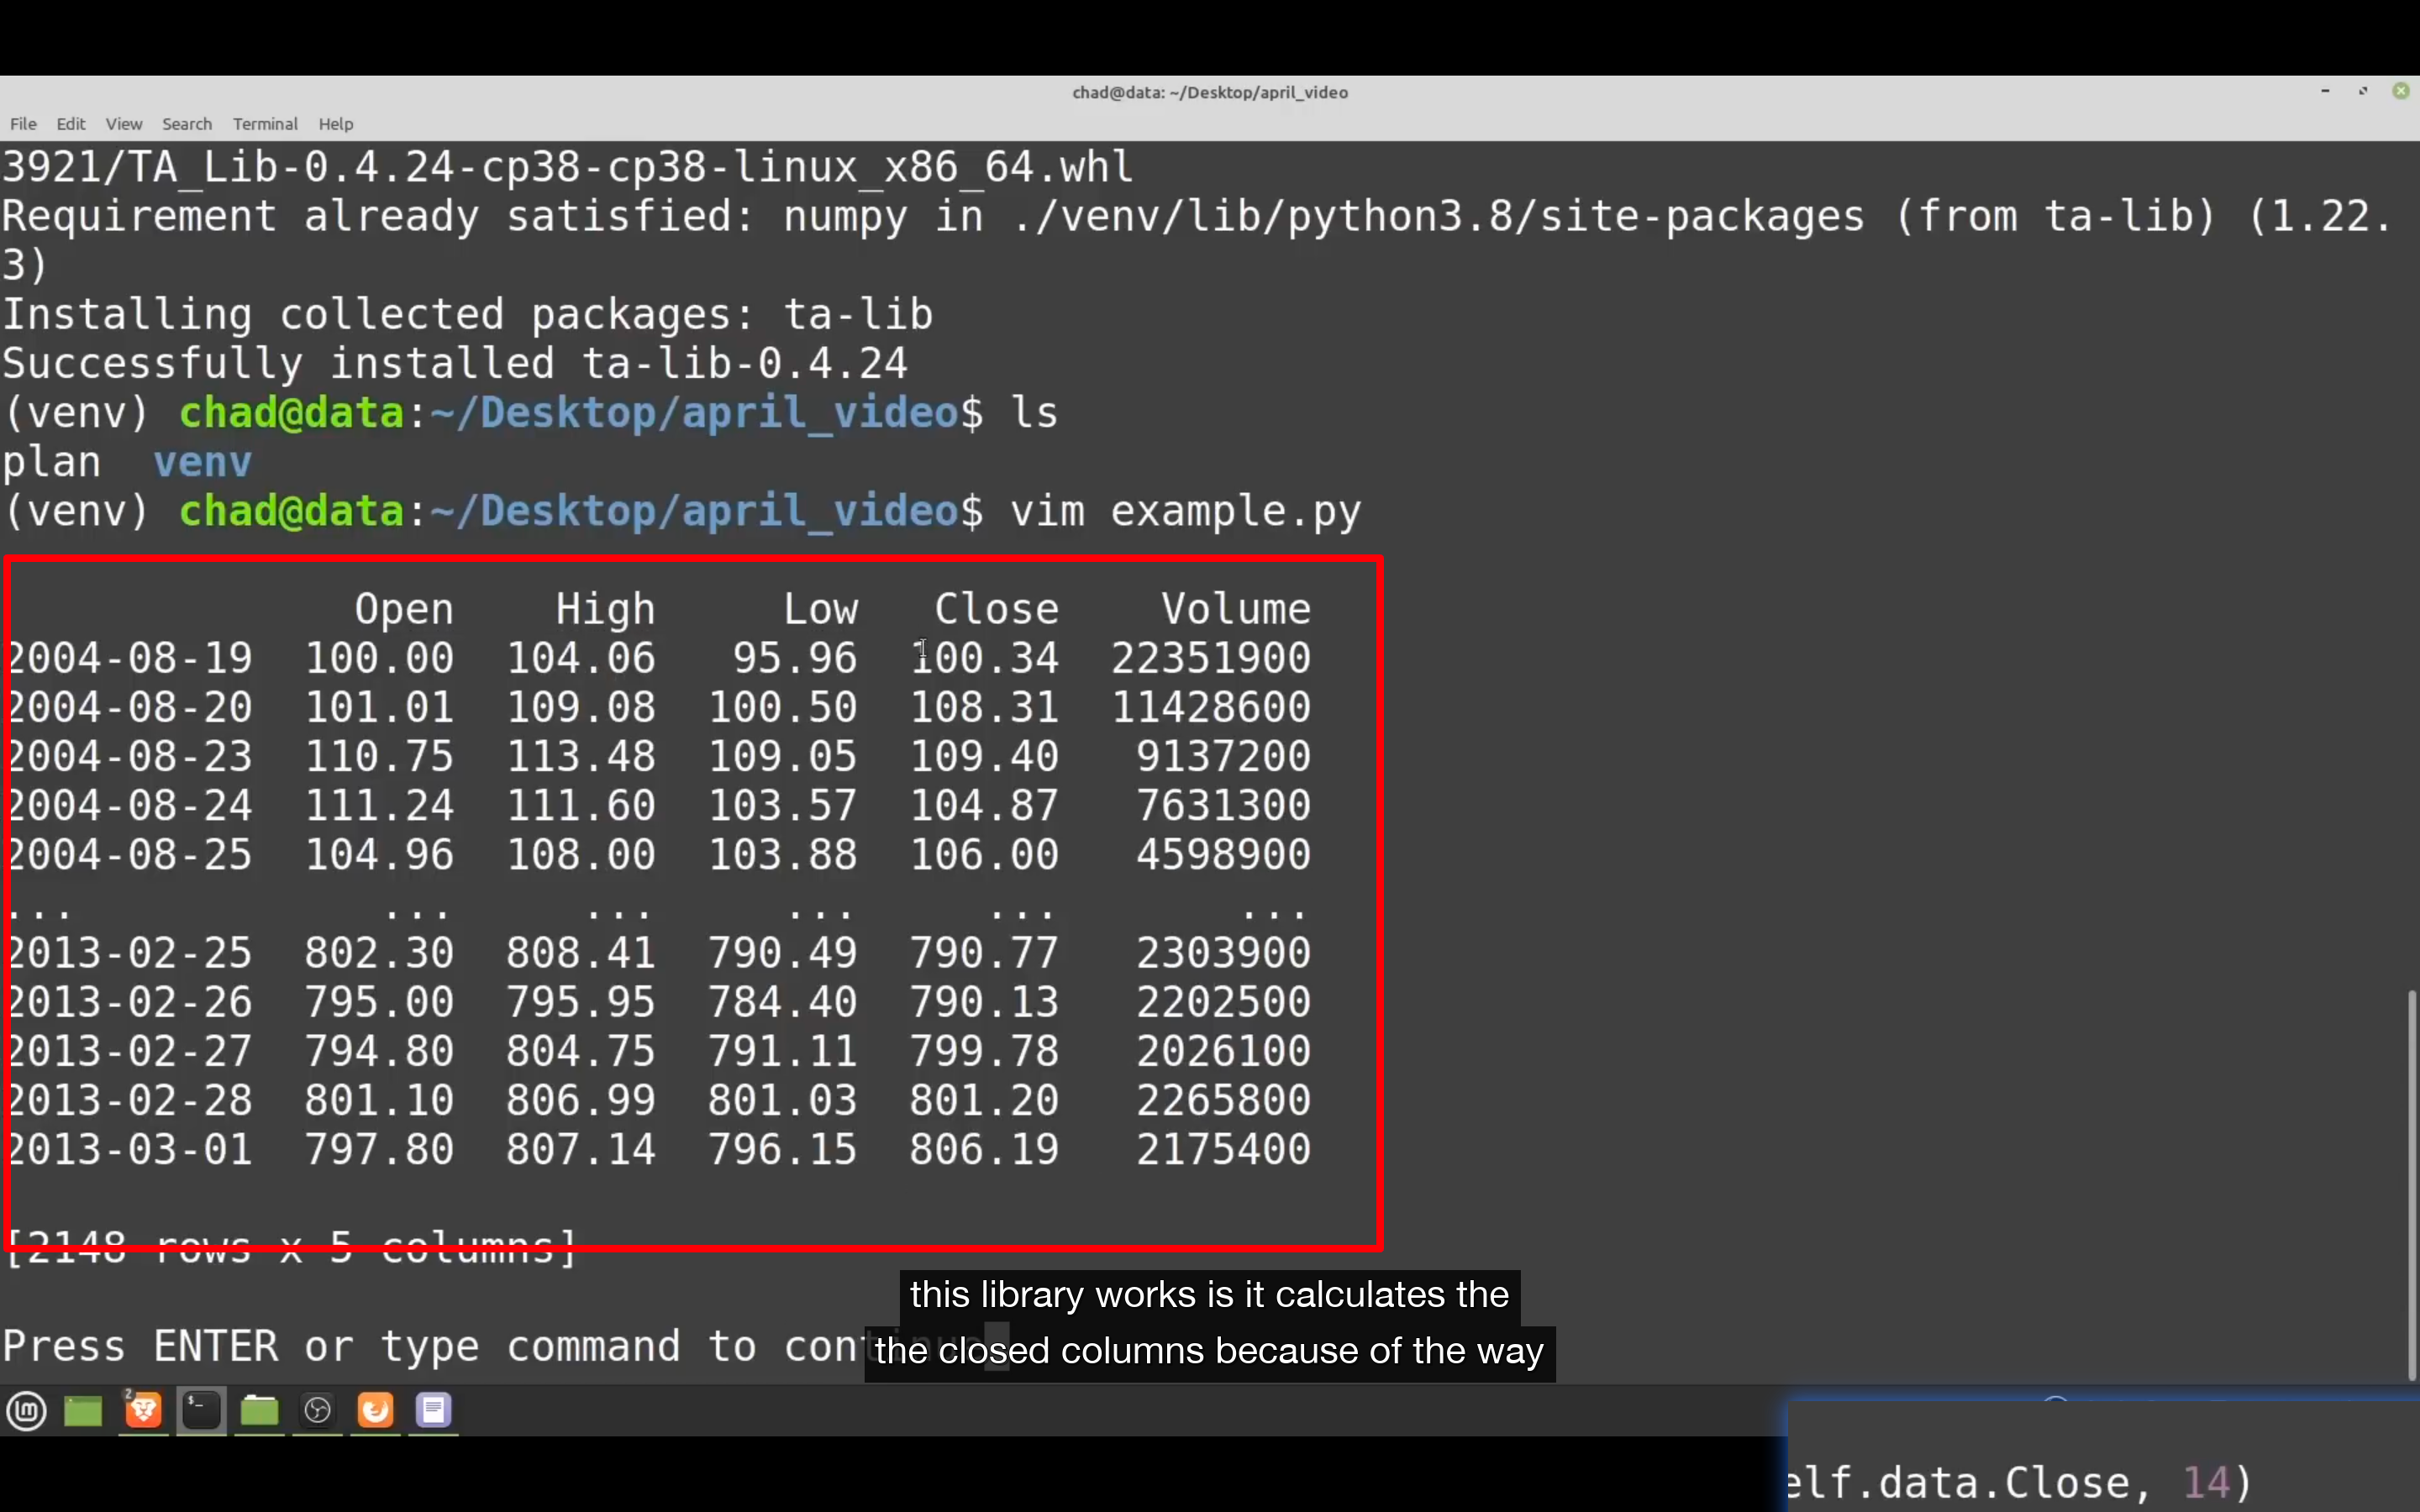 chad@data: ~/Desktop/april_video
File Edit View Search Terminal Help
3921/TA_Lib-0.4.24-cp38-cp38-linux_x86_64.whl
Requirement already satisfied: numpy in ./venv/lib/python3.8/site-packages (from ta-lib) (1.22.
3)
Installing collected packages: ta-lib
Successfully installed ta-lib-0.4.24
(venv) chad@data:~/Desktop/april_video$ ls
plan venv
(venv) chad@data:~/Desktop/april_video$ vim example.py
Open High Low Close Volume
2004-08-19 100.00 104.06 95.96 100.34 22351900
2004-08-20 101.01 109.08 100.50 108.31 11428600
2004-08-23 110.75 113.48 109.05 109.40 9137200
2004-08-24 111.24 111.60 103.57 104.87 7631300
2004-08-25 104.96 108.00 103.88 106.00 4598900
... ... ... ... ... ...
2013-02-25 802.30 808.41 790.49 790.77 2303900
2013-02-26 795.00 795.95 784.40 790.13 2202500
2013-02-27 794.80 804.75 791.11 799.78 2026100
2013-02-28 801.10 806.99 801.03 801.20 2265800
2013-03-01 797.80 807.14 796.15 806.19 2175400
[2148 rows x 5 columns]
this library works is it calculates the
Press ENTER or type command to
the closed columns because of the way
2
elf.data.Close, 14)